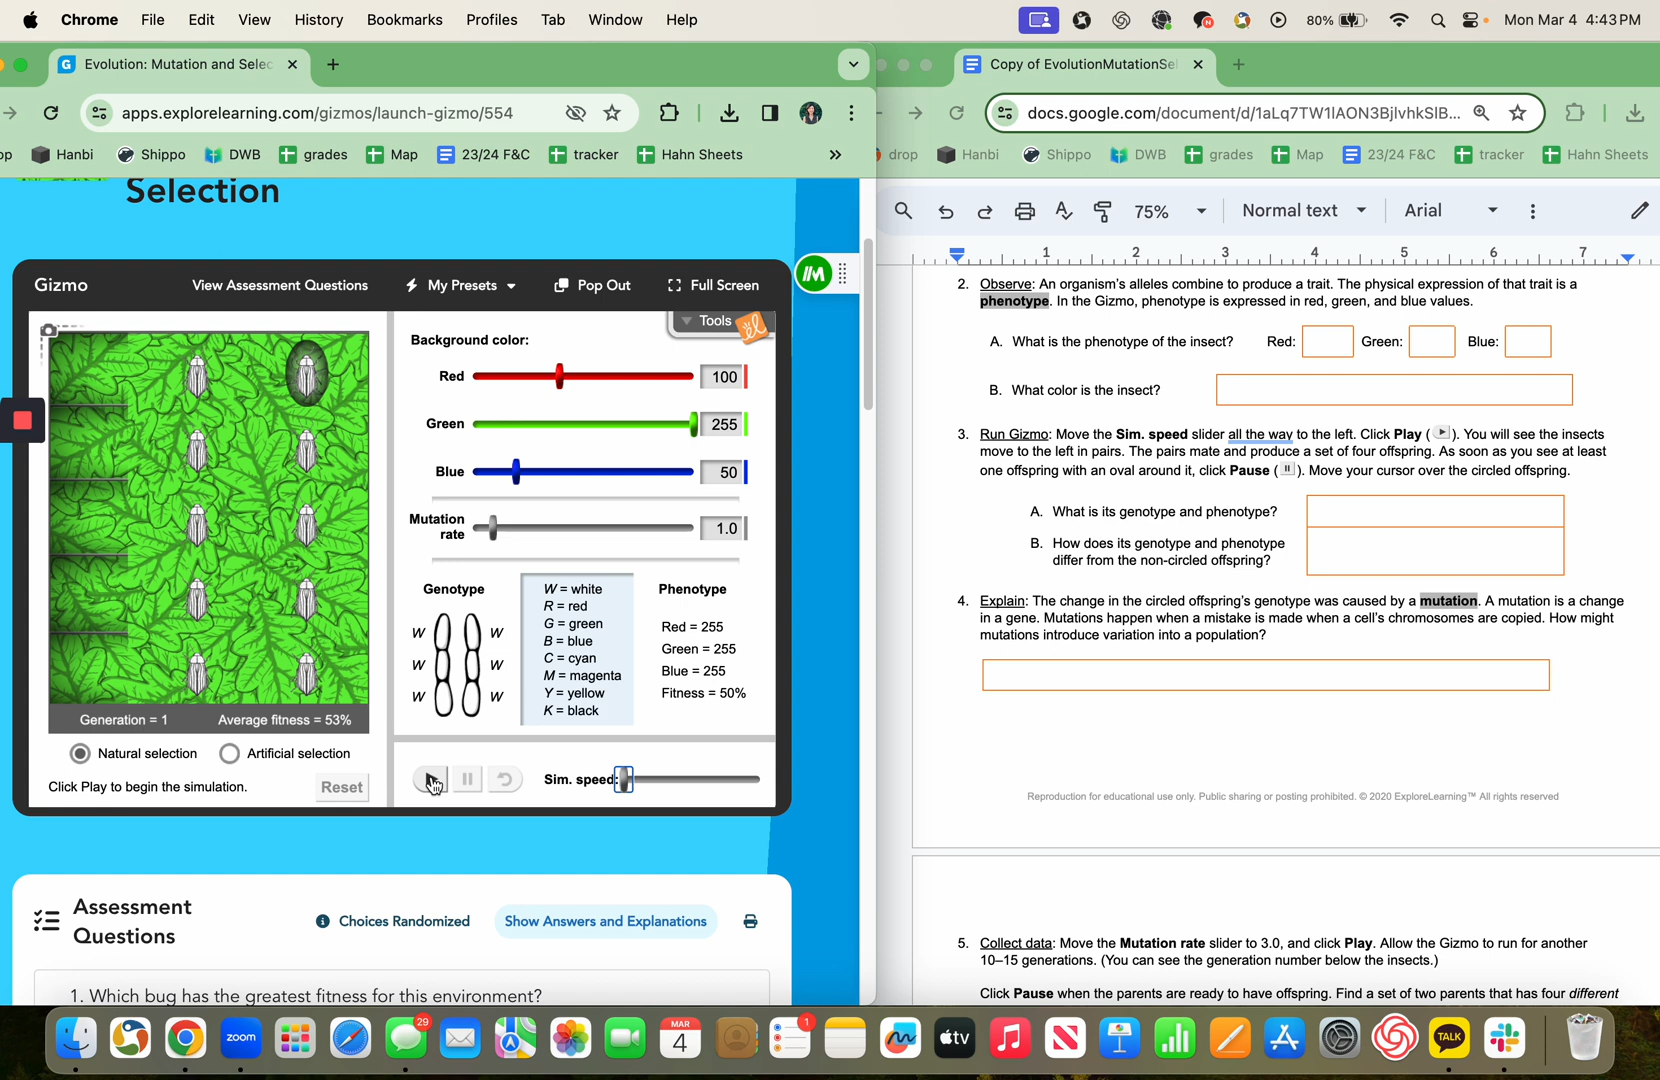 Chrome File Edit View History Bookmarks Profiles Tab Window Help
80%
Mon Mar 4 4:43 PM
Evolution: Mutation and Selec
apps.explorelearning.com/gizmos/launch-gizmo/554
op Hanbi Shippo DWB grades Map 23/24 F&C tracker Hahn Sheets
Selection
Gizmo View Assessment Questions My Presets Pop Out Full Screen
Tools
Background color:
Red 100
Green 255
Blue 50
Mutation rate 1.0
Genotype
W W
W W
W W
W = white
R = red
G = green
B = blue
C = cyan
M = magenta
Y = yellow
K = black
Phenotype
Red = 255
Green = 255
Blue = 255
Fitness = 50%
Generation = 1 Average fitness = 53%
Natural selection Artificial selection
Click Play to begin the simulation. Reset
Sim. speed:
Assessment Questions
Choices Randomized
Show Answers and Explanations
1. Which bug has the greatest fitness for this environment?
Copy of EvolutionMutationSel
docs.google.com/document/d/1aLq7TW1lAON3BjlvhkSlB...
drop Hanbi Shippo DWB grades Map 23/24 F&C tracker Hahn Sheets
75% Normal text Arial
1 2 3 4 5 6 7
2. Observe: An organism's alleles combine to produce a trait. The physical expression of that trait is a
phenotype. In the Gizmo, phenotype is expressed in red, green, and blue values.
A. What is the phenotype of the insect? Red: Green: Blue:
B. What color is the insect?
3. Run Gizmo: Move the Sim. speed slider all the way to the left. Click Play ( ). You will see the insects
move to the left in pairs. The pairs mate and produce a set of four offspring. As soon as you see at least
one offspring with an oval around it, click Pause ( ). Move your cursor over the circled offspring.
A. What is its genotype and phenotype?
B. How does its genotype and phenotype
differ from the non-circled offspring?
4. Explain: The change in the circled offspring's genotype was caused by a mutation. A mutation is a change
in a gene. Mutations happen when a mistake is made when a cell's chromosomes are copied. How might
mutations introduce variation into a population?
Reproduction for educational use only. Public sharing or posting prohibited. © 2020 ExploreLearning™ All rights reserved
5. Collect data: Move the Mutation rate slider to 3.0, and click Play. Allow the Gizmo to run for another
10–15 generations. (You can see the generation number below the insects.)
Click Pause when the parents are ready to have offspring. Find a set of two parents that has four different
zoom
29
MAR
4
1
tv
TALK